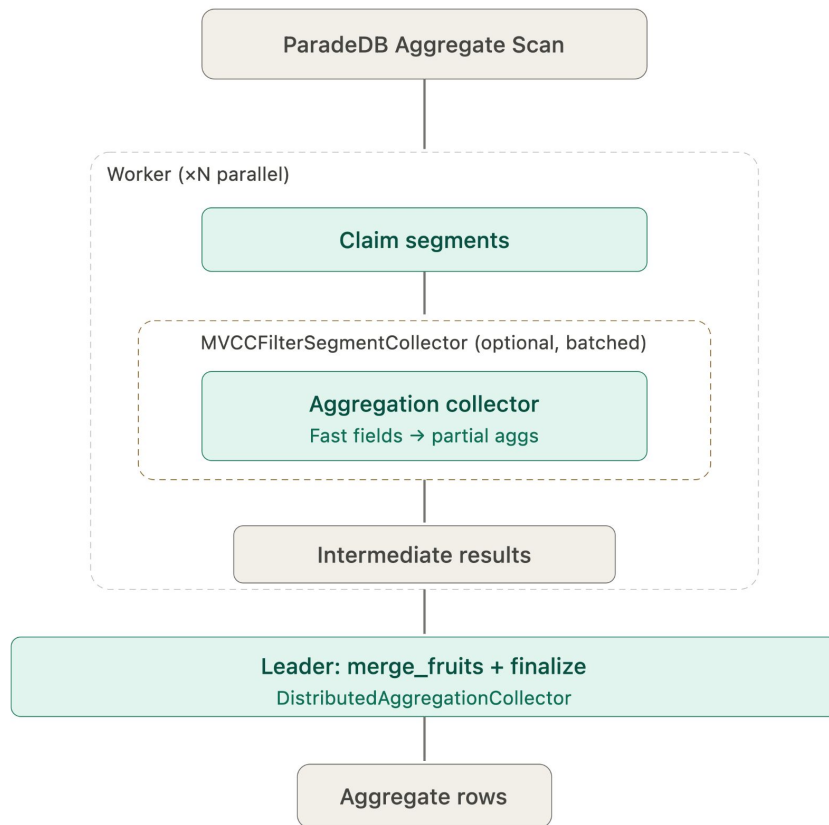 ParadeDB Aggregate Scan
Worker (×N parallel)
Claim segments
MVCCFilterSegmentCollector (optional, batched)
Aggregation collector
Fast fields → partial aggs
Intermediate results
Leader: merge_fruits + finalize
DistributedAggregationCollector
Aggregate rows